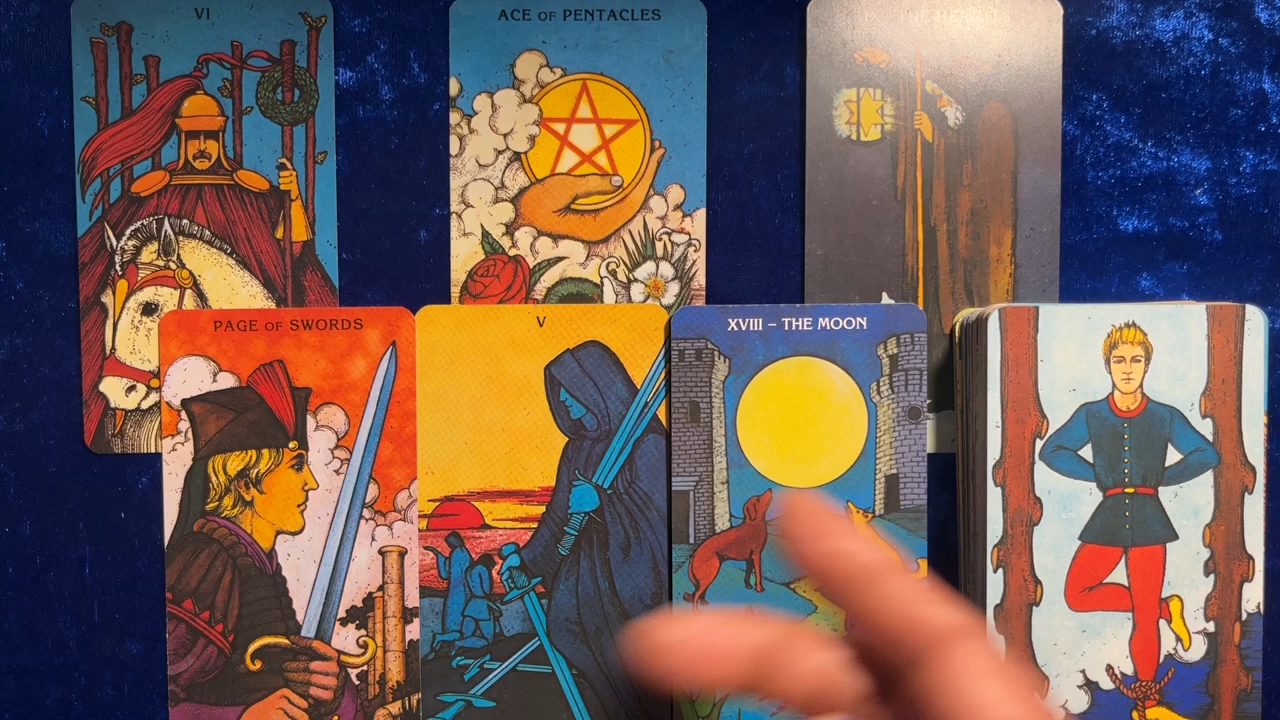 VI
ACE OF PENTACLES
PAGE OF SWORDS
V
XVIII – THE MOON